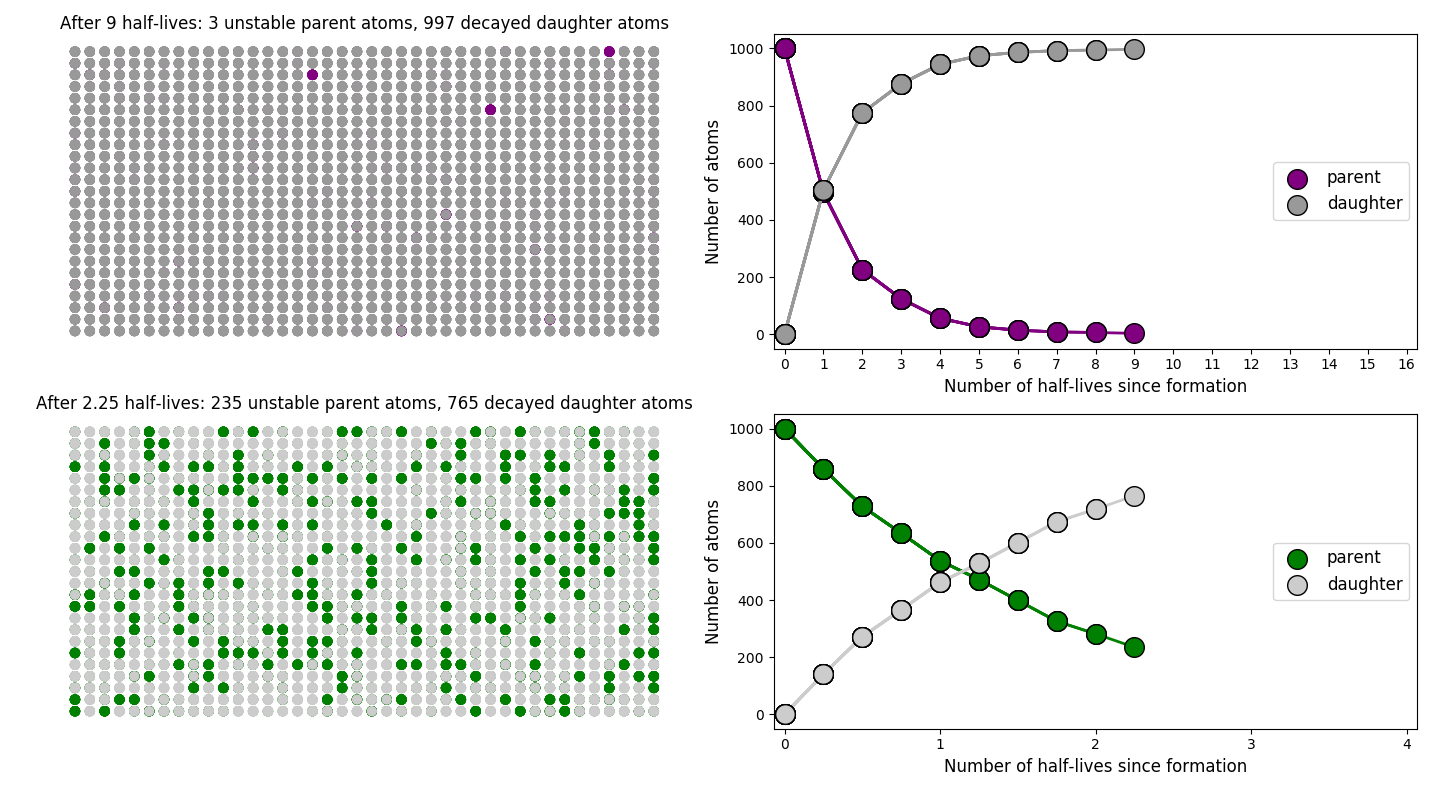 After 9 half-lives: 3 unstable parent atoms, 997 decayed daughter atoms
1000
800
600
400
200
0
Number of atoms
parent
daughter
0 1 2 3 4 5 6 7 8 9 10 11 12 13 14 15 16
Number of half-lives since formation
After 2.25 half-lives: 235 unstable parent atoms, 765 decayed daughter atoms
1000
800
600
400
200
0
Number of atoms
parent
daughter
0 1 2 3 4
Number of half-lives since formation